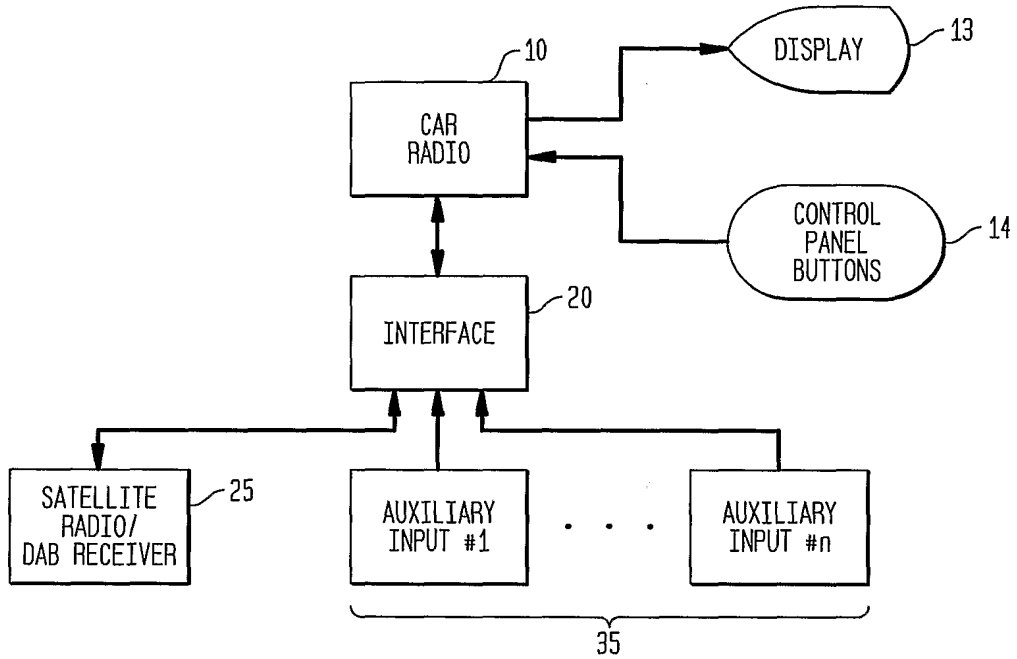 10
CAR
RADIO
DISPLAY
13
CONTROL
PANEL
BUTTONS
14
INTERFACE
20
SATELLITE
RADIO/
DAB RECEIVER
25
AUXILIARY
INPUT #1
. . .
AUXILIARY
INPUT #n
35